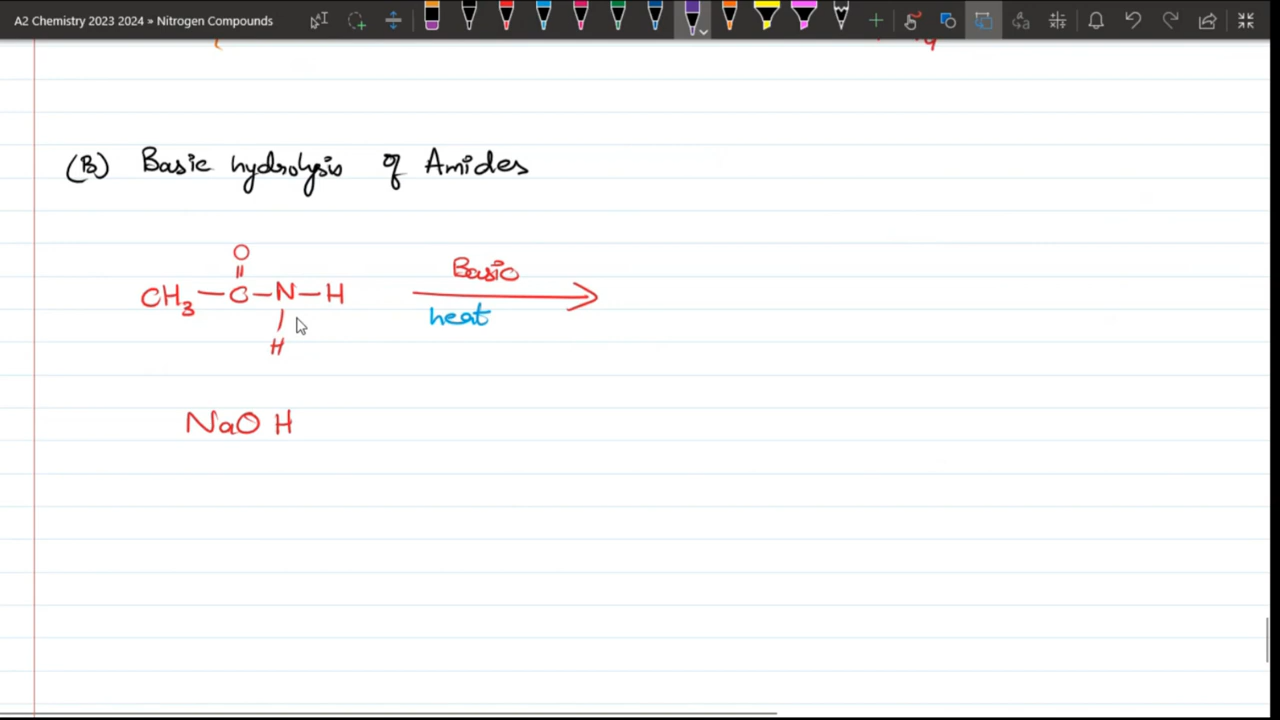 A2 Chemistry 2023 2024 » Nitrogen Compounds
(B) Basic hydrolysis of Amides
O
||
CH3 — C — N — H
|
H
Basic
heat
NaOH